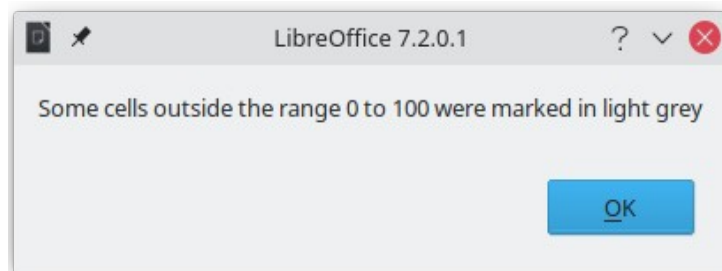 LibreOffice 7.2.0.1 ?
Some cells outside the range 0 to 100 were marked in light grey
OK